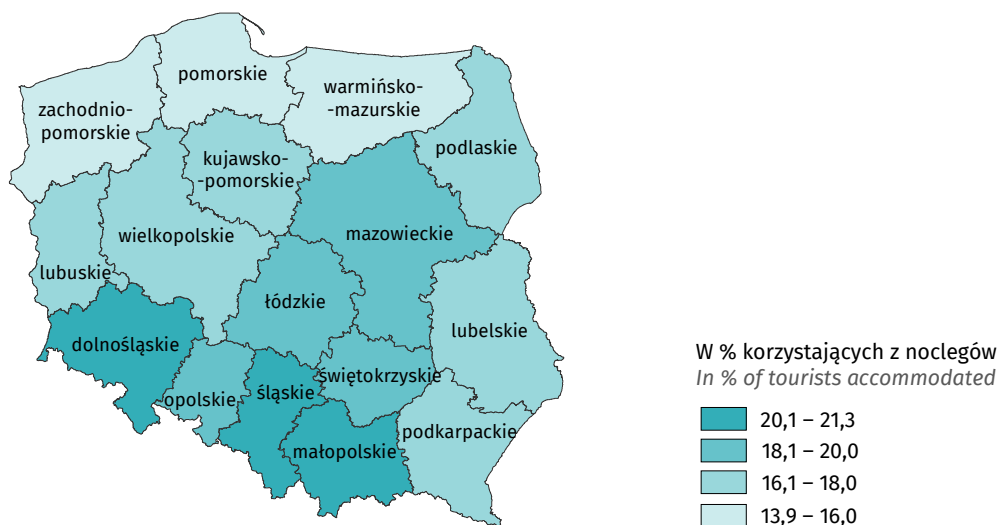 pomorskie
warmińsko-
mazurskie
zachodnio-
pomorskie
podlaskie
kujawsko-
-pomorskie
wielkopolskie
mazowieckie
lubuskie
łódzkie
lubelskie
dolnośląskie
opolskie
śląskie
świętokrzyskie
małopolskie
podkarpackie
W % korzystających z noclegów
In % of tourists accommodated
20,1 – 21,3
18,1 – 20,0
16,1 – 18,0
13,9 – 16,0